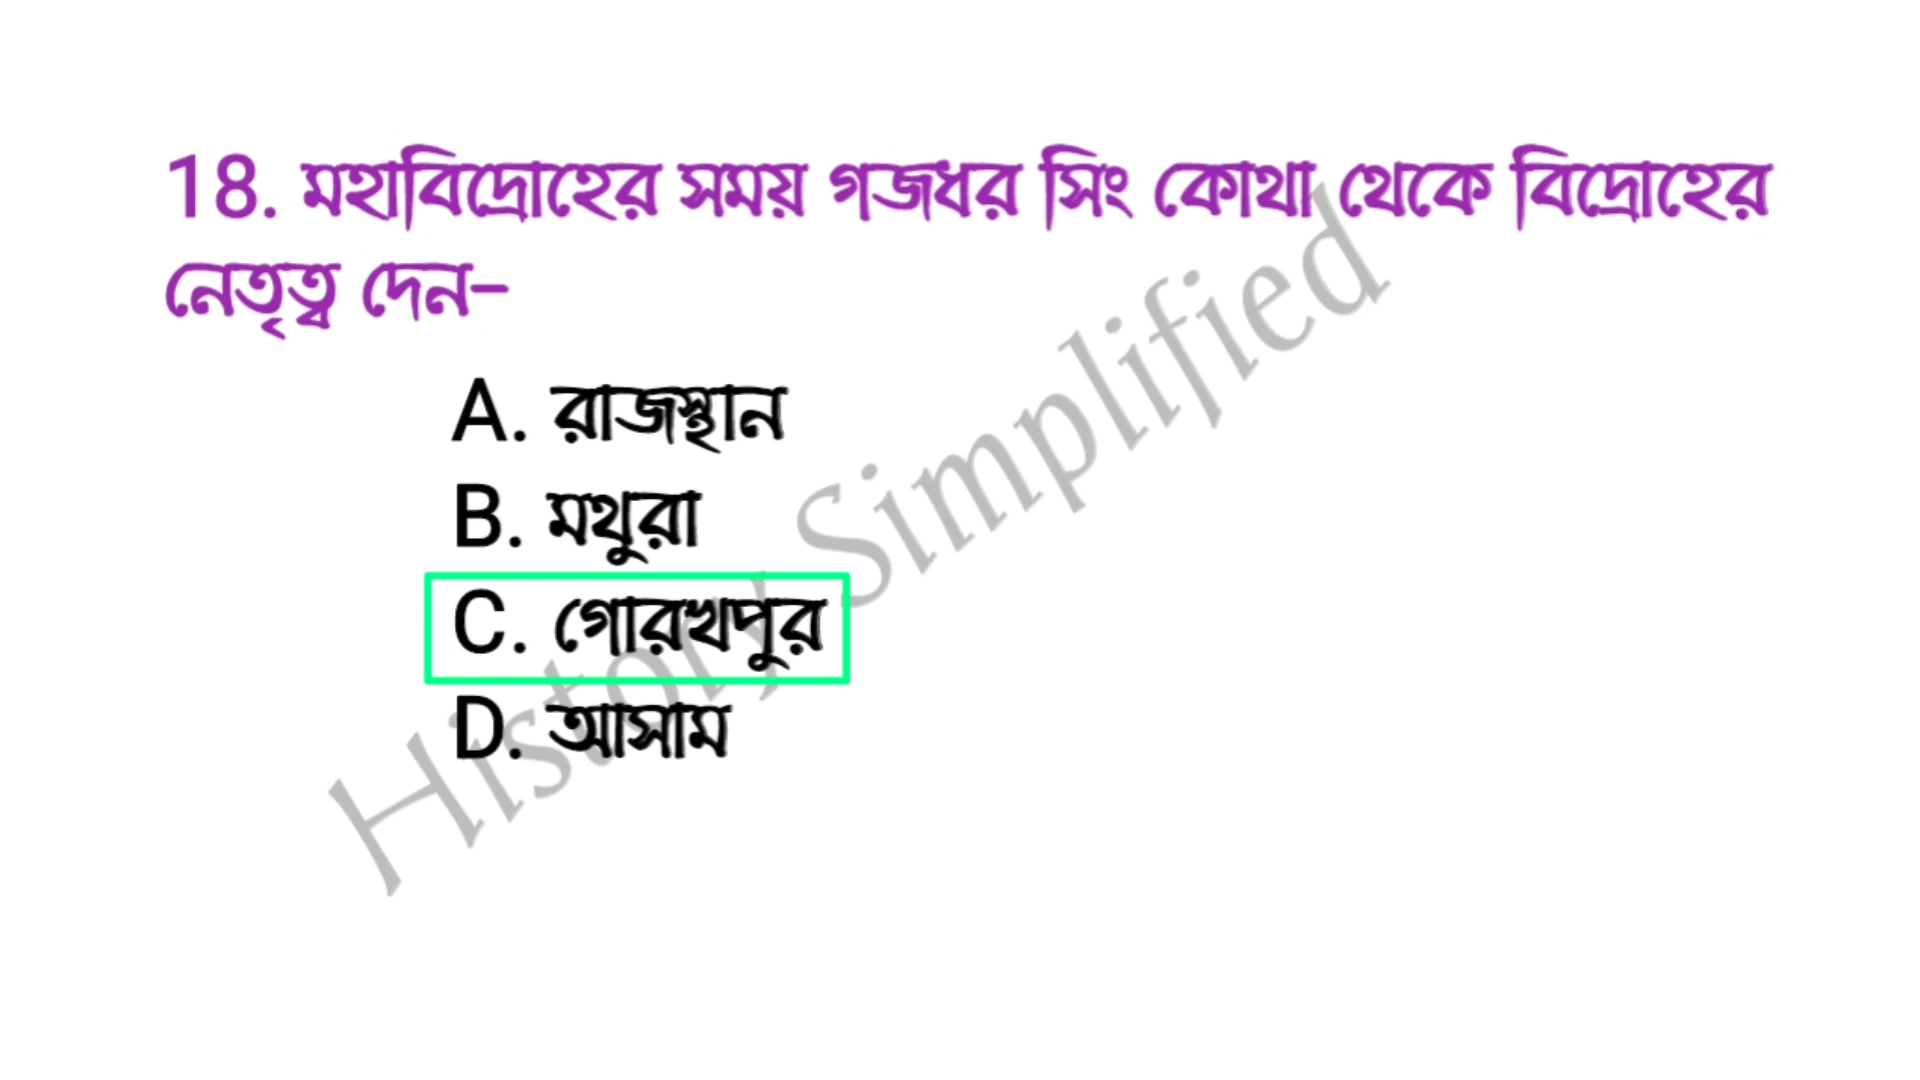 18. মহাবিদ্রোহের সময় গজধর সিং কোথা থেকে বিদ্রোহের
নেতৃত্ব দেন–
A. রাজস্থান
B. মথুরা
C. গোরখপুর
D. আসাম
History Simplified